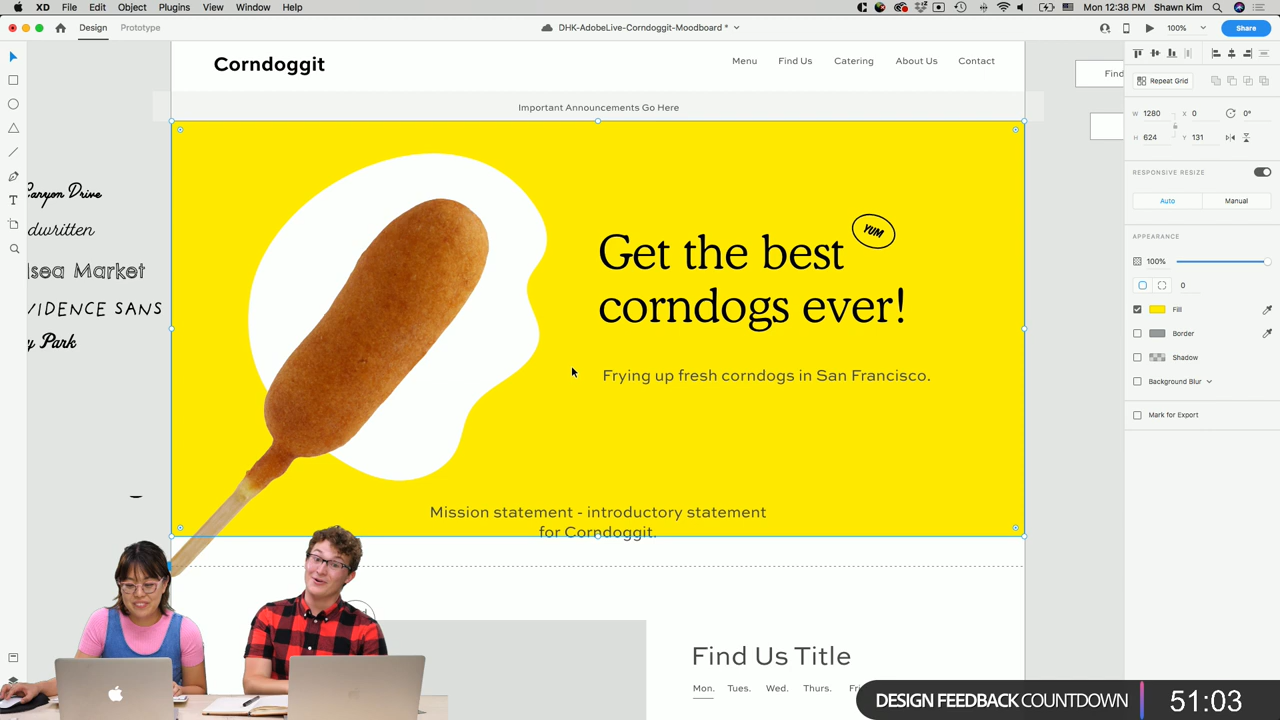 XD File Edit Object Plugins View Window Help
Mon 12:38 PM Shawn Kim
Design Prototype
DHK-AdobeLive-Corndoggit-Moodboard *
100%
Share
Corndoggit
Menu Find Us Catering About Us Contact
Important Announcements Go Here
Get the best
corndogs ever!
YUM
Frying up fresh corndogs in San Francisco.
Mission statement - introductory statement
for Corndoggit.
Find Us Title
Mon. Tues. Wed. Thurs.
Canyon Drive
dwritten
lsea Market
VIDENCE SANS
y Park
Find
Repeat Grid
W 1280 X 0 0°
H 624 Y 131
RESPONSIVE RESIZE
Auto Manual
APPEARANCE
100%
0
Fill
Border
Shadow
Background Blur
Mark for Export
DESIGN FEEDBACK COUNTDOWN 51:03